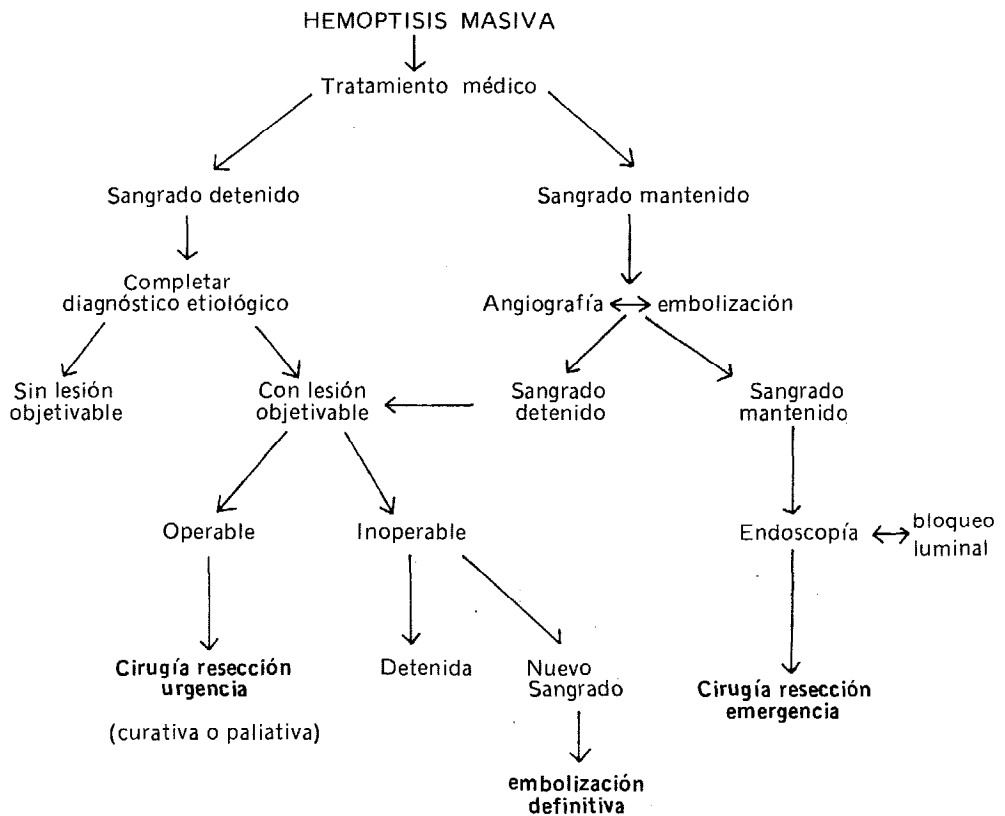 HEMOPTISIS MASIVA
Tratamiento médico
Sangrado detenido
Sangrado mantenido
Completar
diagnóstico etiológico
Angiografía
embolización
Sin lesión
objetivable
Con lesión
objetivable
Sangrado
detenido
Sangrado
mantenido
Operable
Inoperable
Endoscopía
bloqueo
luminal
Cirugía resección
urgencia
(curativa o paliativa)
Detenida
Nuevo
Sangrado
Cirugía resección
emergencia
embolización
definitiva